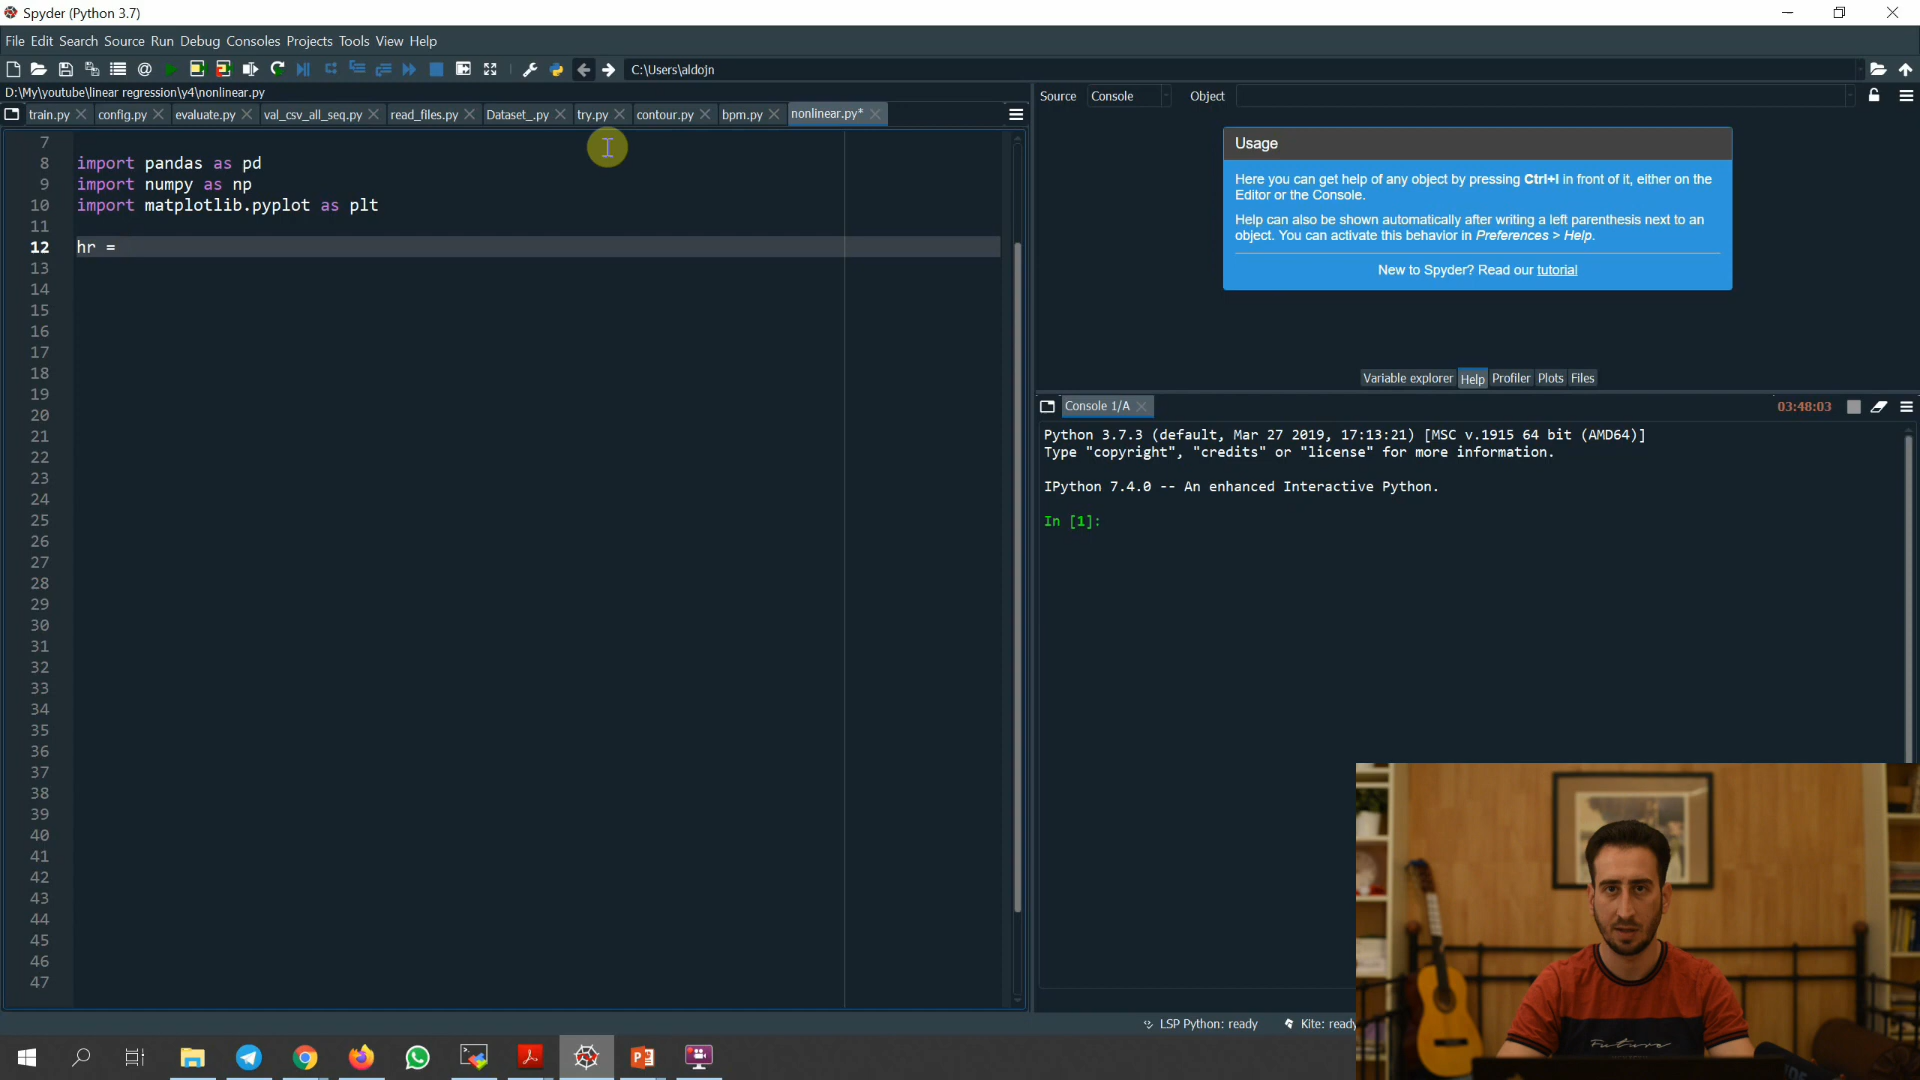 Spyder (Python 3.7)
File Edit Search Source Run Debug Consoles Projects Tools View Help
C:\Users\aldojn
D:\My\youtube\linear regression\y4\nonlinear.py
train.py config.py evaluate.py val_csv_all_seq.py read_files.py Dataset_.py try.py contour.py bpm.py nonlinear.py*
7
8 import pandas as pd
9 import numpy as np
10 import matplotlib.pyplot as plt
11
12 hr =
13
14
15
16
17
18
19
20
21
22
23
24
25
26
27
28
29
30
31
32
33
34
35
36
37
38
39
40
41
42
43
44
45
46
47
Source Console Object
Usage
Here you can get help of any object by pressing Ctrl+I in front of it, either on the
Editor or the Console.
Help can also be shown automatically after writing a left parenthesis next to an
object. You can activate this behavior in Preferences > Help.
New to Spyder? Read our tutorial
Variable explorer Help Profiler Plots Files
Console 1/A 03:48:03
Python 3.7.3 (default, Mar 27 2019, 17:13:21) [MSC v.1915 64 bit (AMD64)]
Type "copyright", "credits" or "license" for more information.
IPython 7.4.0 -- An enhanced Interactive Python.
In [1]:
LSP Python: ready Kite: ready
Future